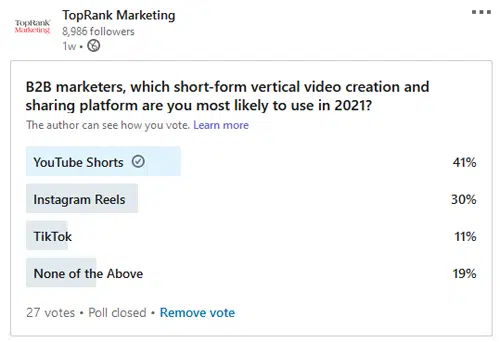 TopRank
Marketing
TopRank Marketing
8,986 followers
1w •
B2B marketers, which short-form vertical video creation and
sharing platform are you most likely to use in 2021?
The author can see how you vote. Learn more
YouTube Shorts 41%
Instagram Reels 30%
TikTok 11%
None of the Above 19%
27 votes • Poll closed • Remove vote